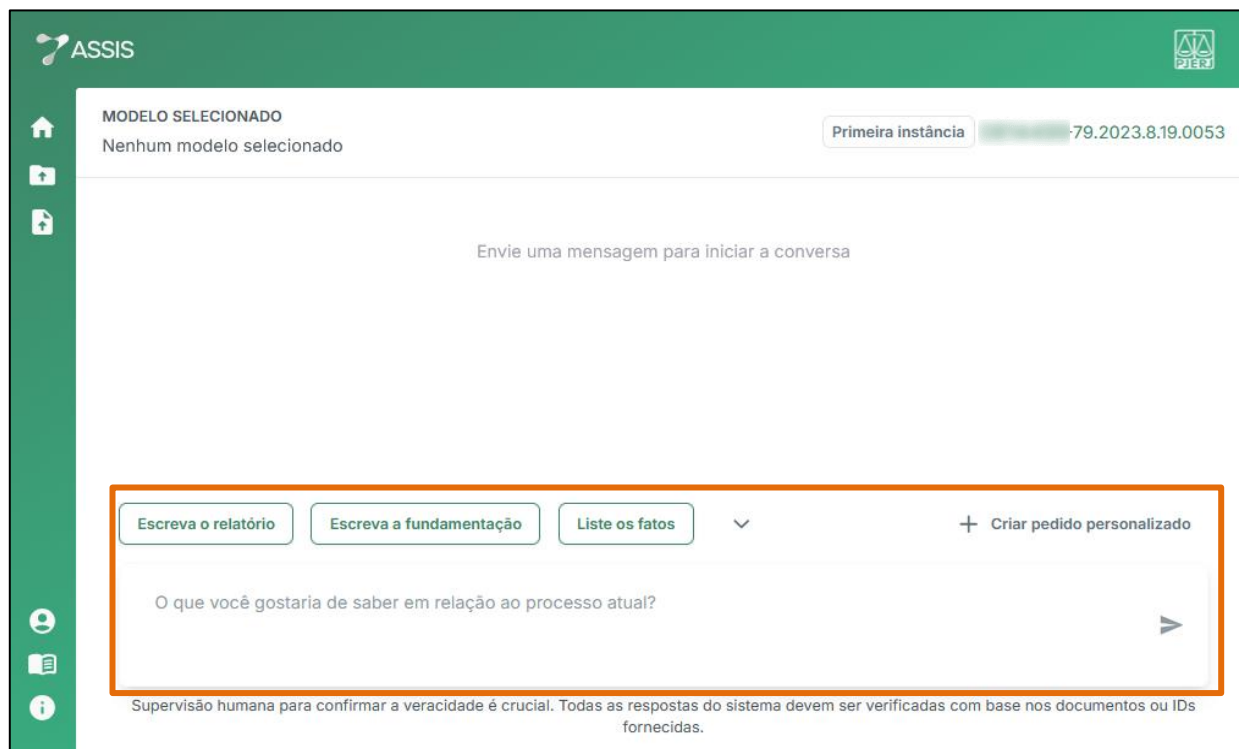 ASSIS
PJERJ
MODELO SELECIONADO
Nenhum modelo selecionado
Primeira instância
-79.2023.8.19.0053
Envie uma mensagem para iniciar a conversa
Escreva o relatório
Escreva a fundamentação
Liste os fatos
+ Criar pedido personalizado
O que você gostaria de saber em relação ao processo atual?
Supervisão humana para confirmar a veracidade é crucial. Todas as respostas do sistema devem ser verificadas com base nos documentos ou IDs
fornecidas.